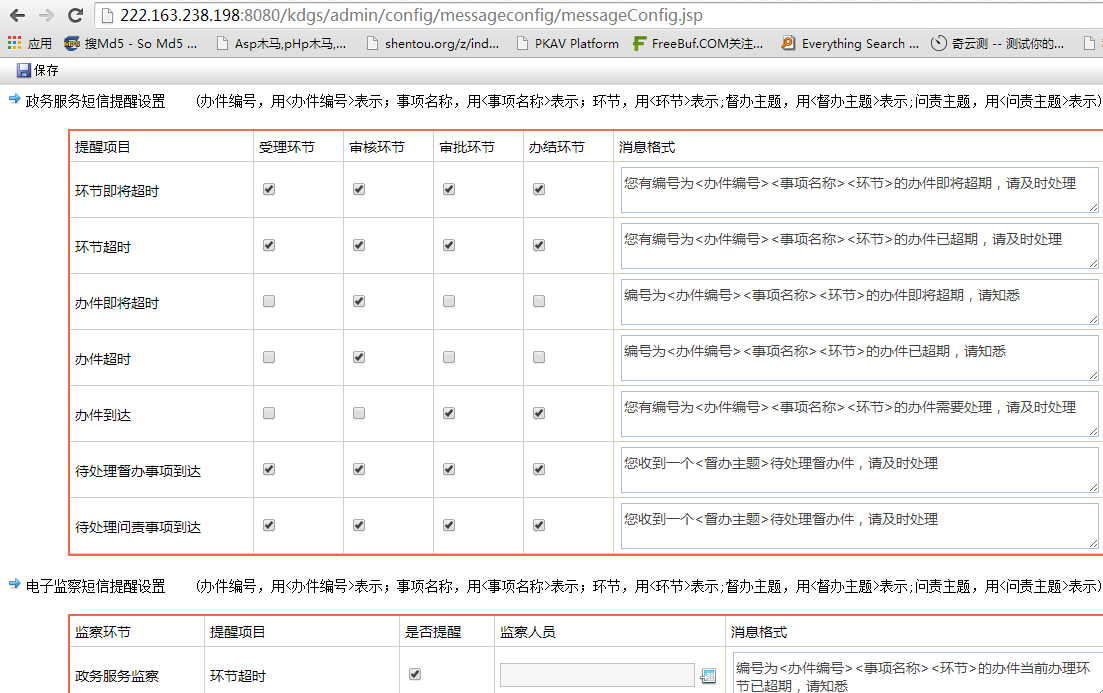 222.163.238.198:8080/kdgs/admin/config/messageconfig/messageConfig.jsp
应用 搜Md5 - So Md5 ... Asp木马,pHp木马,... shentou.org/z/ind... PKAV Platform FreeBuf.COM关注... Everything Search ... 奇云测 -- 测试你的...
保存
政务服务短信提醒设置 (办件编号，用<办件编号>表示；事项名称，用<事项名称>表示；环节，用<环节>表示;督办主题，用<督办主题>表示;问责主题，用<问责主题>表示)
提醒项目 受理环节 审核环节 审批环节 办结环节 消息格式
环节即将超时 您有编号为<办件编号><事项名称><环节>的办件即将超期，请及时处理
环节超时 您有编号为<办件编号><事项名称><环节>的办件已超期，请及时处理
办件即将超时 编号为<办件编号><事项名称><环节>的办件即将超期，请知悉
办件超时 编号为<办件编号><事项名称><环节>的办件已超期，请知悉
办件到达 您有编号为<办件编号><事项名称><环节>的办件需要处理，请及时处理
待处理督办事项到达 您收到一个<督办主题>待处理督办件，请及时处理
待处理问责事项到达 您收到一个<督办主题>待处理督办件，请及时处理
电子监察短信提醒设置 (办件编号，用<办件编号>表示；事项名称，用<事项名称>表示；环节，用<环节>表示;督办主题，用<督办主题>表示;问责主题，用<问责主题>表示)
监察环节 提醒项目 是否提醒 监察人员 消息格式
政务服务监察 环节超时 编号为<办件编号><事项名称><环节>的办件当前办理环
节已超期，请知悉